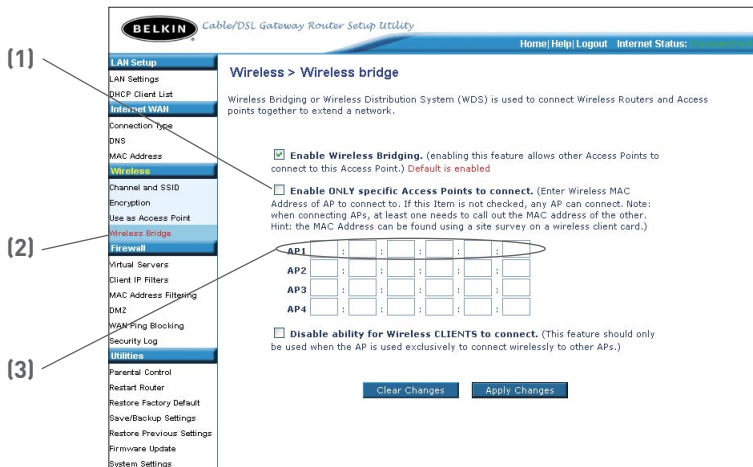 BELKIN Cable/DSL Gateway Router Setup Utility
Home|Help|Logout Internet Status:
(1)
LAN Setup
LAN Settings
DHCP Client List
Internet WAN
Connection Type
DNS
MAC Address
Wireless
Channel and SSID
Encryption
Use as Access Point
(2)
Wireless Bridge
Firewall
Virtual Servers
Client IP Filters
MAC Address Filtering
DMZ
WAN Ping Blocking
Security Log
(3)
Utilities
Parental Control
Restart Router
Restore Factory Default
Save/Backup Settings
Restore Previous Settings
Firmware Update
System Settings
Wireless > Wireless bridge
Wireless Bridging or Wireless Distribution System (WDS) is used to connect Wireless Routers and Access
points together to extend a network.
Enable Wireless Bridging. (enabling this feature allows other Access Points to
connect to this Access Point.) Default is enabled
Enable ONLY specific Access Points to connect. (Enter Wireless MAC
Address of AP to connect to. If this Item is not checked, any AP can connect. Note:
when connecting APs, at least one needs to call out the MAC address of the other.
Hint: the MAC Address can be found using a site survey on a wireless client card.)
AP1 : : : : :
AP2 : : : : :
AP3 : : : : :
AP4 : : : : :
Disable ability for Wireless CLIENTS to connect. (This feature should only
be used when the AP is used exclusively to connect wirelessly to other APs.)
Clear Changes Apply Changes